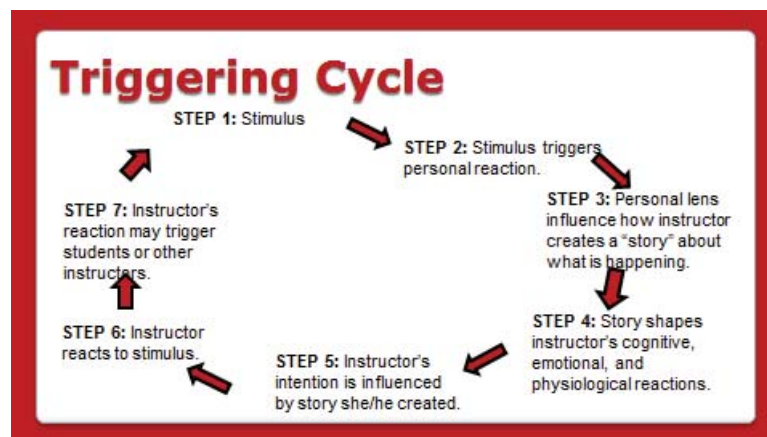 Triggering Cycle
STEP 1: Stimulus
STEP 2: Stimulus triggers
personal reaction.
STEP 3: Personal lens
influence how instructor
creates a “story” about
what is happening.
STEP 4: Story shapes
instructor’s cognitive,
emotional, and
physiological reactions.
STEP 5: Instructor’s
intention is influenced
by story she/he created.
STEP 6: Instructor
reacts to stimulus.
STEP 7: Instructor’s
reaction may trigger
students or other
instructors.